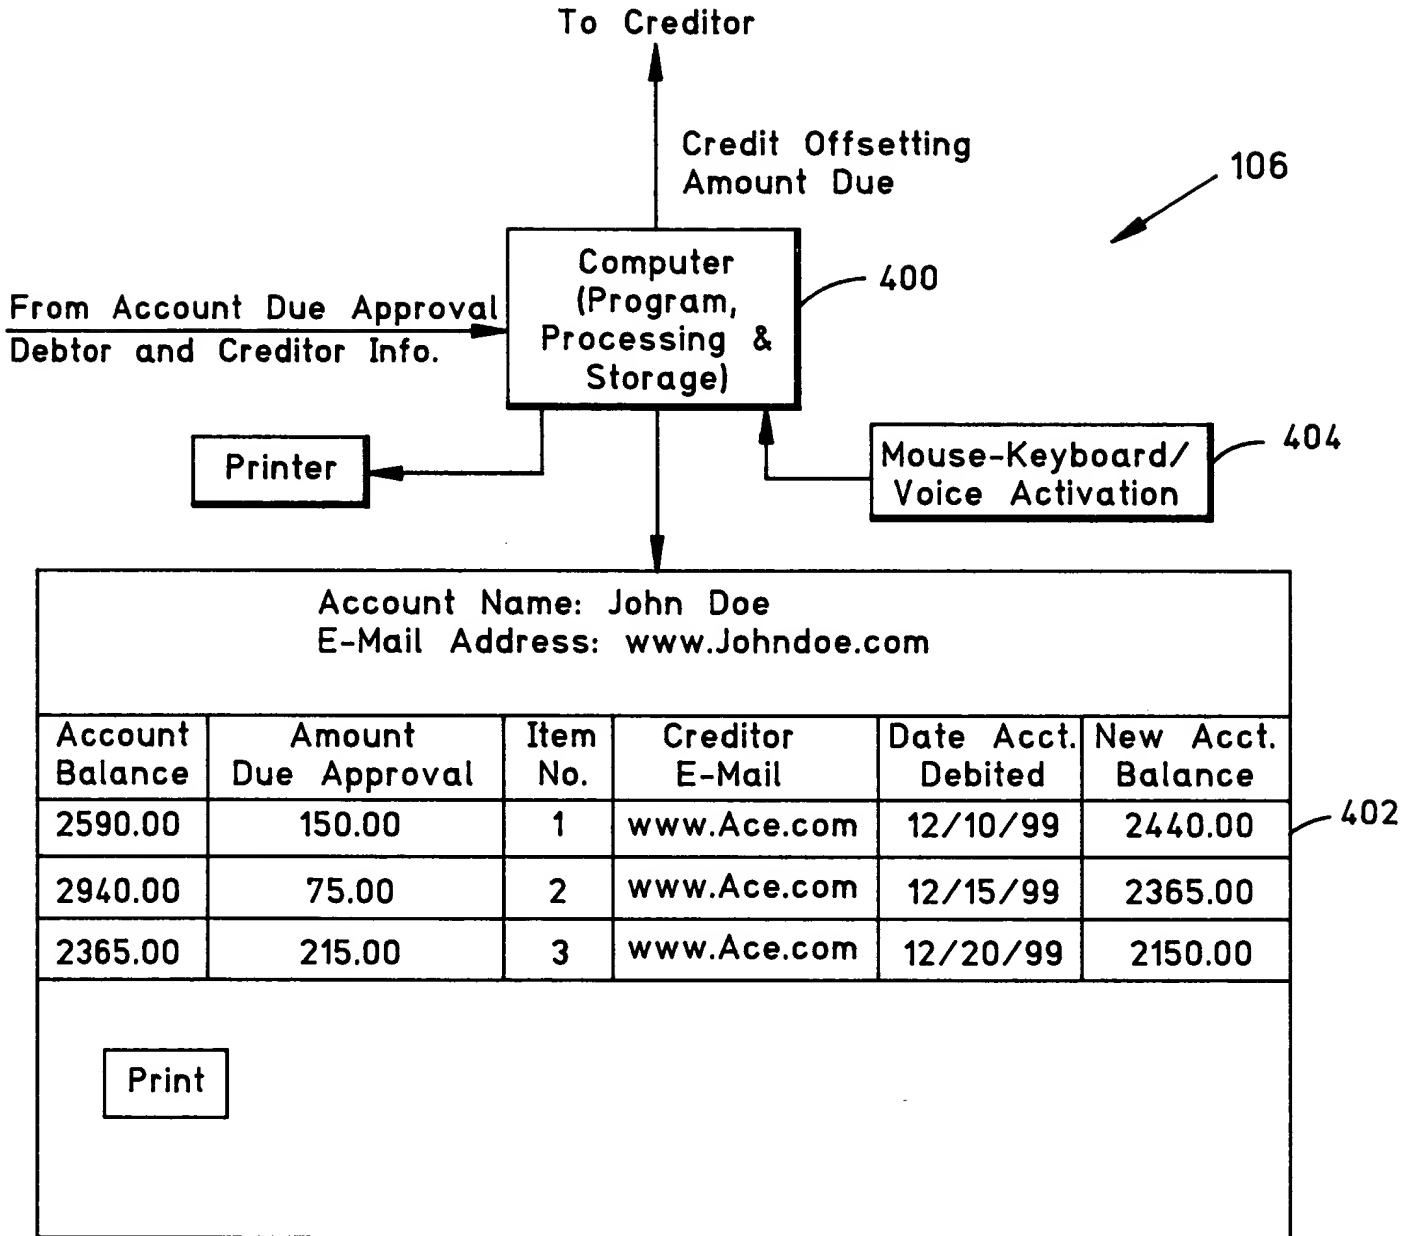 To Creditor
Credit Offsetting
Amount Due
106
Computer
(Program,
Processing &
Storage)
400
From Account Due Approval
Debtor and Creditor Info.
Printer
Mouse-Keyboard/
Voice Activation
404
Account Name: John Doe
E-Mail Address: www.Johndoe.com
Account Balance Amount Due Approval Item No. Creditor E-Mail Date Acct. Debited New Acct. Balance
2590.00 150.00 1 www.Ace.com 12/10/99 2440.00
402
2940.00 75.00 2 www.Ace.com 12/15/99 2365.00
2365.00 215.00 3 www.Ace.com 12/20/99 2150.00
Print